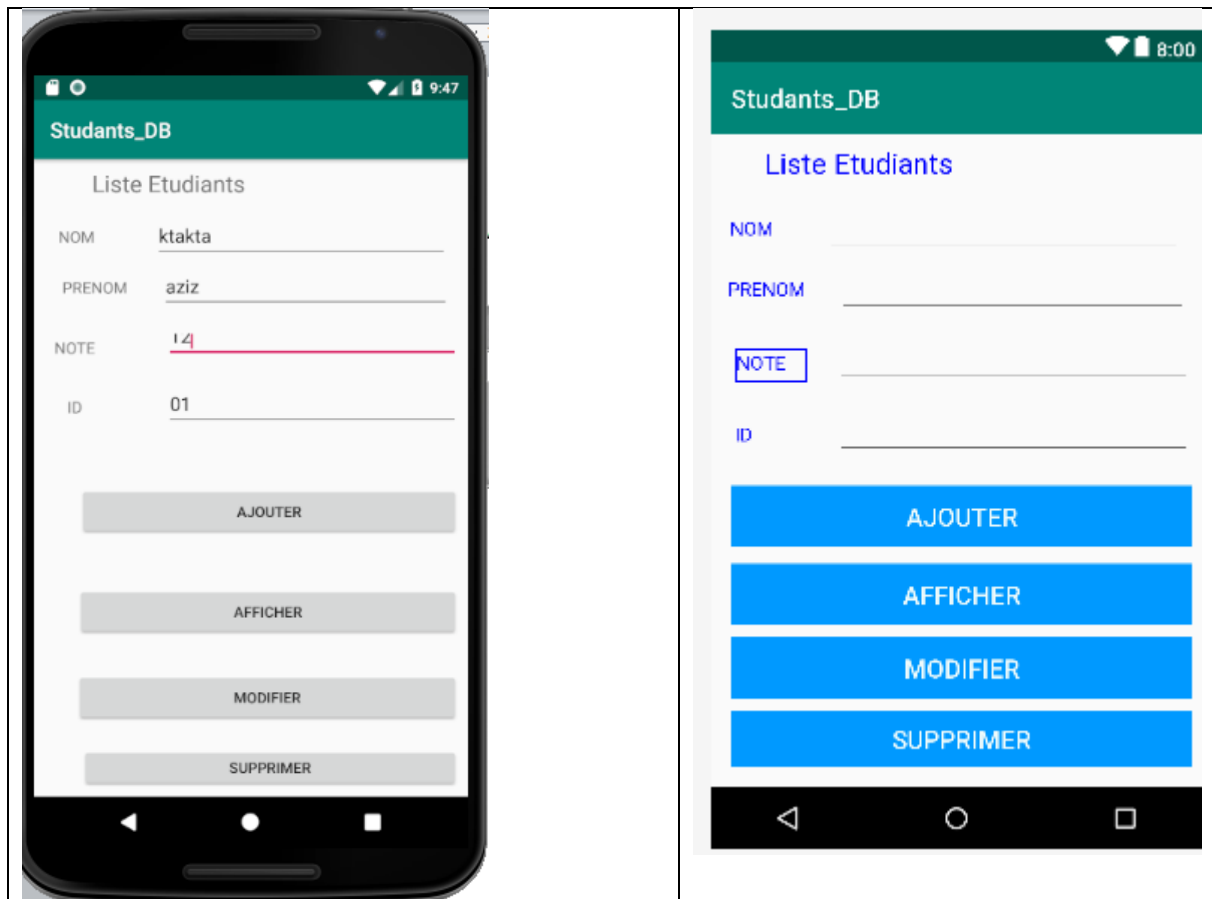 9:47
Studants_DB
Liste Etudiants
NOM ktakta
PRENOM aziz
NOTE 12
ID 01
AJOUTER
AFFICHER
MODIFIER
SUPPRIMER
8:00
Studants_DB
Liste Etudiants
NOM
PRENOM
NOTE
ID
AJOUTER
AFFICHER
MODIFIER
SUPPRIMER